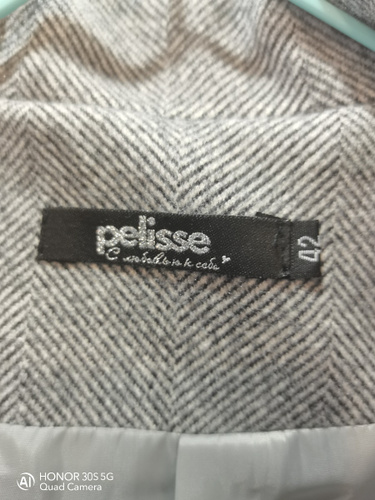 pelisse
С любовью к себе
42
HONOR 30S 5G
Quad Camera